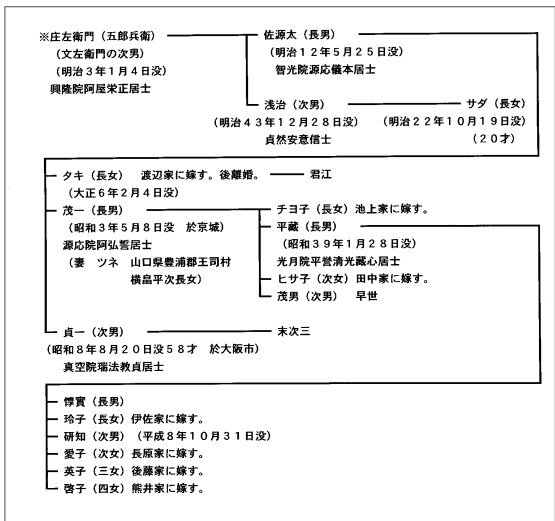 ※庄左衛門（五郎兵衛） 佐源太（長男）
（文左衛門の次男） （明治１２年５月２５日没）
（明治３年１月４日没） 智光院源応儀本居士
興隆院阿屋栄正居士
浅治（次男） サダ（長女）
（明治４３年１２月２８日没） （明治２２年１０月１９日没）
貞然安意信士 （２０才）
タキ（長女） 渡辺家に嫁す。後離婚。 君江
（大正６年２月４日没）
茂一（長男） チヨ子（長女）池上家に嫁す。
（昭和３年５月８日没 於京城） 平蔵（長男）
源応院阿弘誓居士 （昭和３９年１月２８日没）
（妻 ツネ 山口県豊浦郡王司村 光月院平誉清光蔵心居士
横畠平次長女） ヒサ子（次女）田中家に嫁す。
茂男（次男） 早世
貞一（次男） 末次三
（昭和８年８月２０日没５８才 於大阪市）
真空院瑞法教貞居士
惇實（長男）
玲子（長女）伊佐家に嫁す。
研知（次男）（平成８年１０月３１日没）
愛子（次女）長原家に嫁す。
英子（三女）後藤家に嫁す。
啓子（四女）熊井家に嫁す。